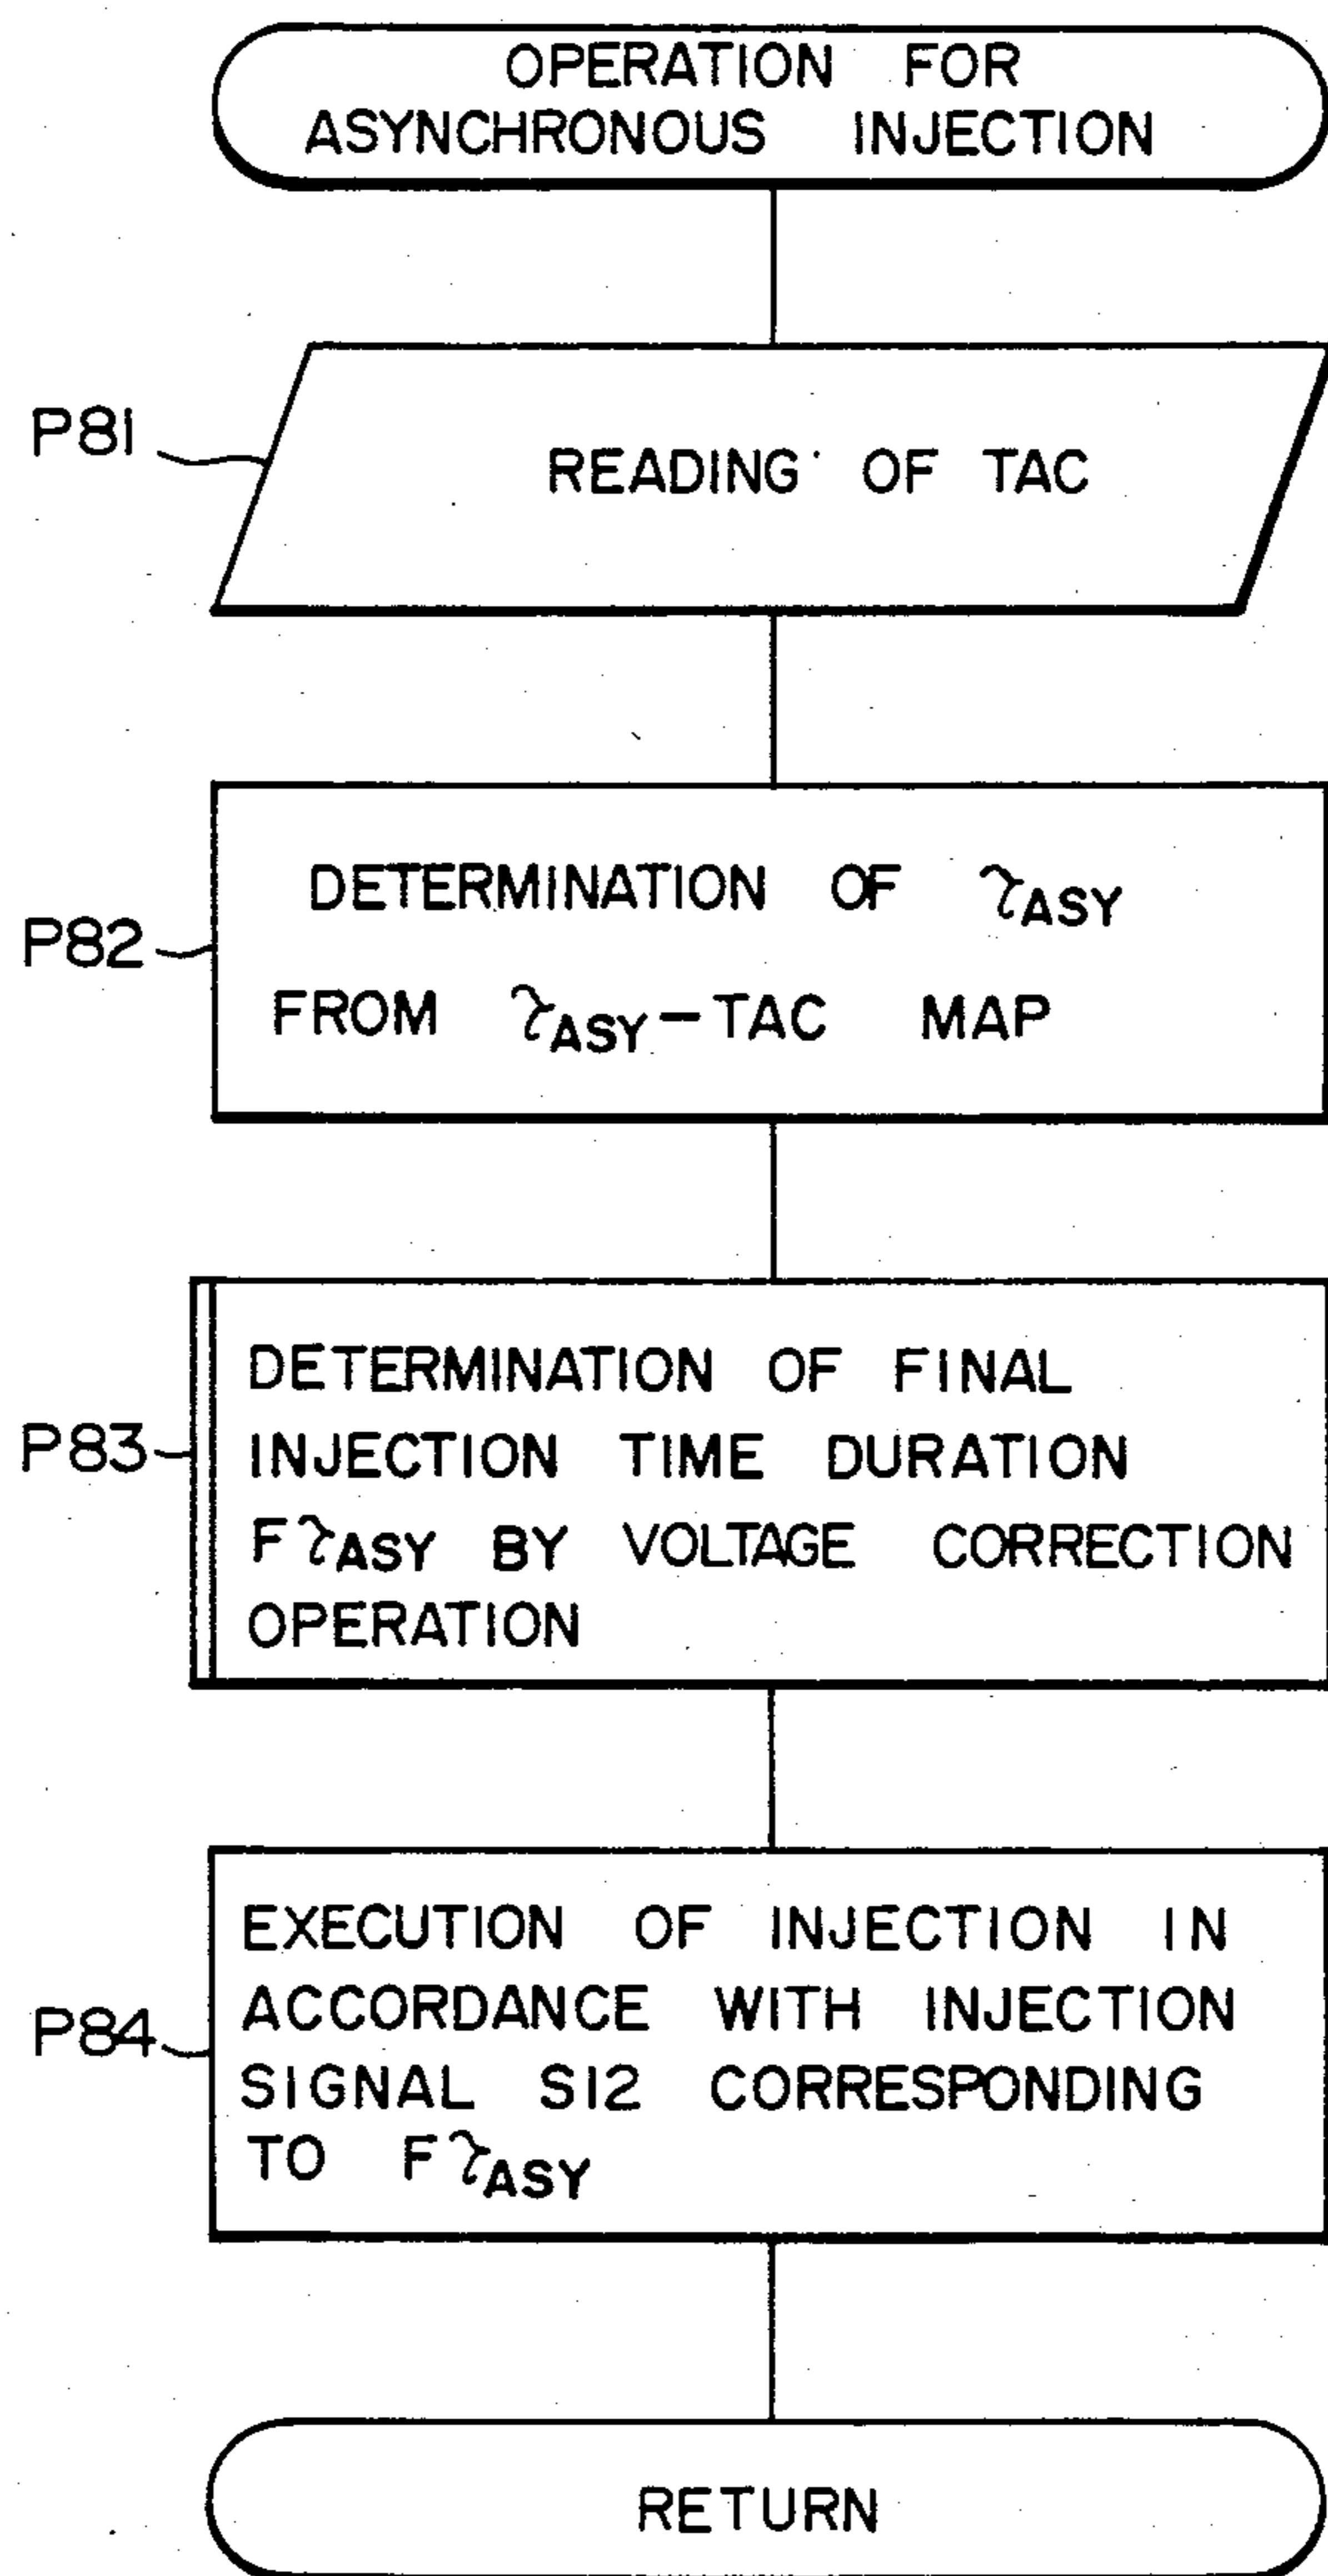 OPERATION FOR
ASYNCHRONOUS INJECTION
P81
READING OF TAC
P82
DETERMINATION OF τASY
FROM τASY-TAC MAP
P83
DETERMINATION OF FINAL
INJECTION TIME DURATION
FτASY BY VOLTAGE CORRECTION
OPERATION
P84
EXECUTION OF INJECTION IN
ACCORDANCE WITH INJECTION
SIGNAL S12 CORRESPONDING
TO FτASY
RETURN